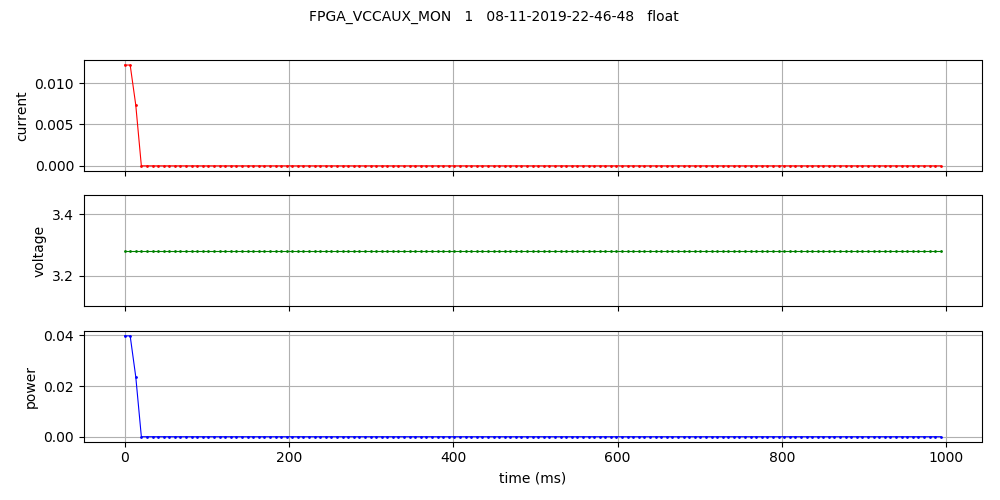 FPGA_VCCAUX_MON 1 08-11-2019-22-46-48 float
0.010
0.005
0.000
current
3.4
3.2
voltage
0.04
0.02
0.00
power
0 200 400 600 800 1000
time (ms)